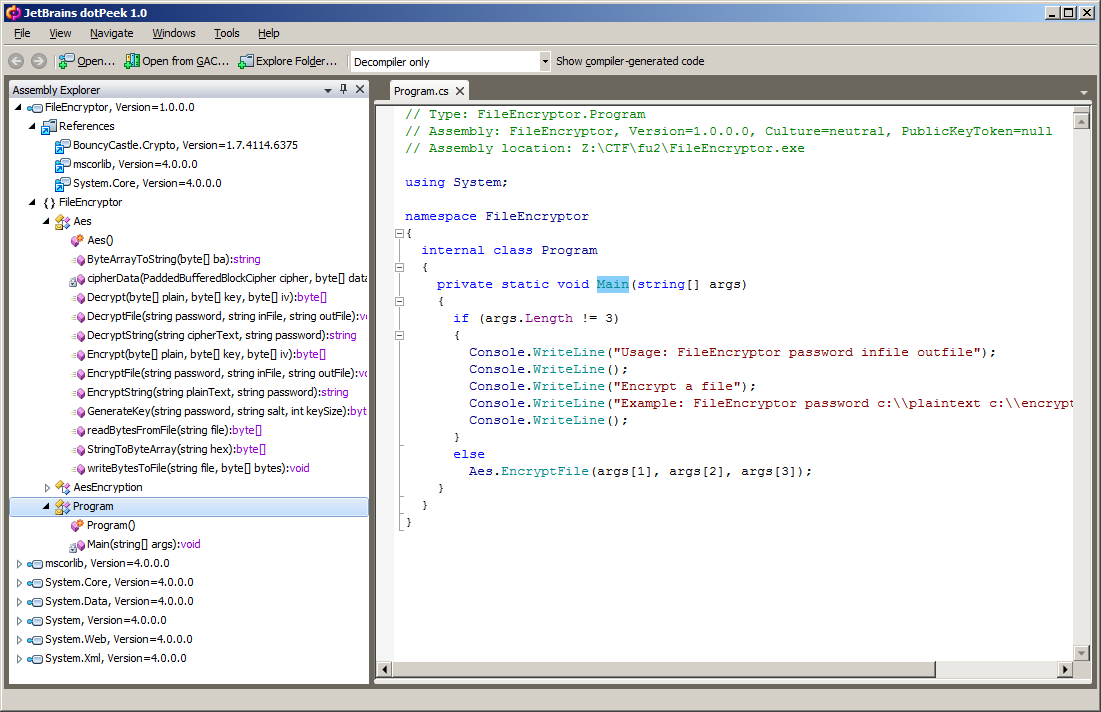 JetBrains dotPeek 1.0
File View Navigate Windows Tools Help
Open... Open from GAC... Explore Folder... Decompiler only Show compiler-generated code
Assembly Explorer
FileEncryptor, Version=1.0.0.0
References
BouncyCastle.Crypto, Version=1.7.4114.6375
mscorlib, Version=4.0.0.0
System.Core, Version=4.0.0.0
{} FileEncryptor
Aes
Aes()
ByteArrayToString(byte[] ba):string
cipherData(PaddedBufferedBlockCipher cipher, byte[] data
Decrypt(byte[] plain, byte[] key, byte[] iv):byte[]
DecryptFile(string password, string inFile, string outFile):v
DecryptString(string cipherText, string password):string
Encrypt(byte[] plain, byte[] key, byte[] iv):byte[]
EncryptFile(string password, string inFile, string outFile):vo
EncryptString(string plainText, string password):string
GenerateKey(string password, string salt, int keySize):byt
readBytesFromFile(string file):byte[]
StringToByteArray(string hex):byte[]
writeBytesToFile(string file, byte[] bytes):void
AesEncryption
Program
Program()
Main(string[] args):void
mscorlib, Version=4.0.0.0
System.Core, Version=4.0.0.0
System.Data, Version=4.0.0.0
System, Version=4.0.0.0
System.Web, Version=4.0.0.0
System.Xml, Version=4.0.0.0
Program.cs
// Type: FileEncryptor.Program
// Assembly: FileEncryptor, Version=1.0.0.0, Culture=neutral, PublicKeyToken=null
// Assembly location: Z:\CTF\fu2\FileEncryptor.exe
using System;
namespace FileEncryptor
{
internal class Program
{
private static void Main(string[] args)
{
if (args.Length != 3)
{
Console.WriteLine("Usage: FileEncryptor password infile outfile");
Console.WriteLine();
Console.WriteLine("Encrypt a file");
Console.WriteLine("Example: FileEncryptor password c:\\plaintext c:\\encrypt
Console.WriteLine();
}
else
Aes.EncryptFile(args[1], args[2], args[3]);
}
}
}